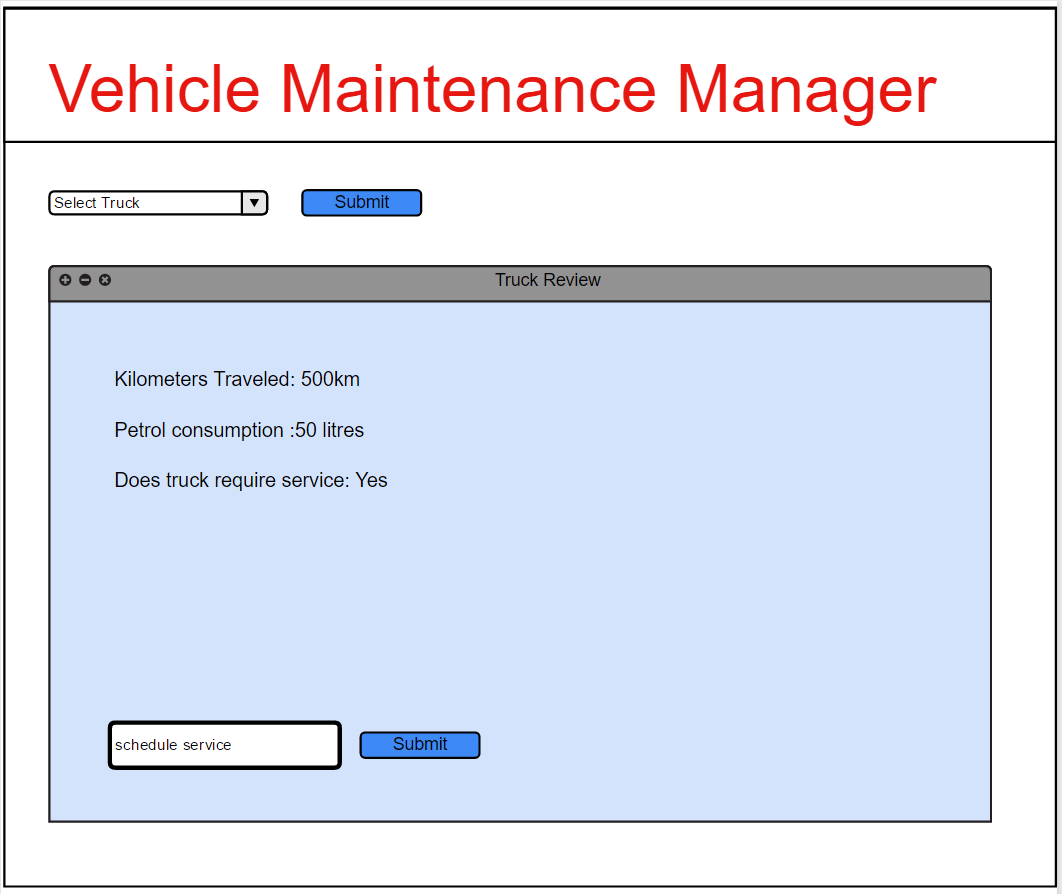 Vehicle Maintenance Manager
Select Truck
Submit
Truck Review
Kilometers Traveled: 500km
Petrol consumption :50 litres
Does truck require service: Yes
schedule service
Submit